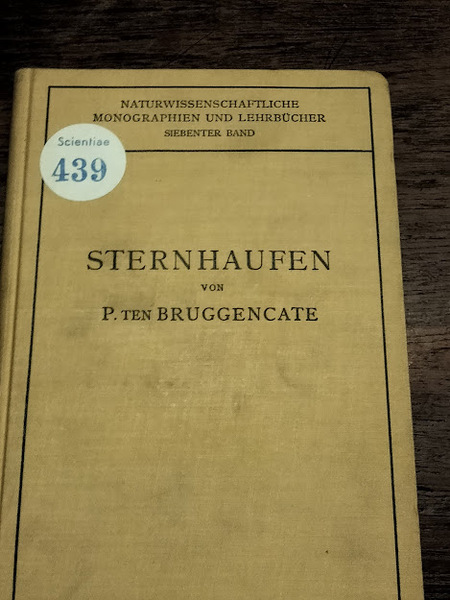 NATURWISSENSCHAFTLICHE
MONOGRAPHIEN UND LEHRBÜCHER
SIEBENTER BAND
Scientiae
439
STERNHAUFEN
VON
P. TEN BRUGGENCATE